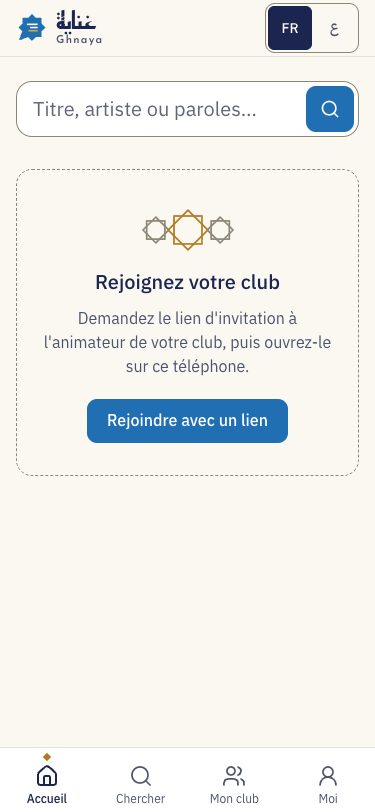 غناية
Ghnaya
FR
ع
Titre, artiste ou paroles...
Rejoignez votre club
Demandez le lien d'invitation à
l'animateur de votre club, puis ouvrez-le
sur ce téléphone.
Rejoindre avec un lien
Accueil
Chercher
Mon club
Moi